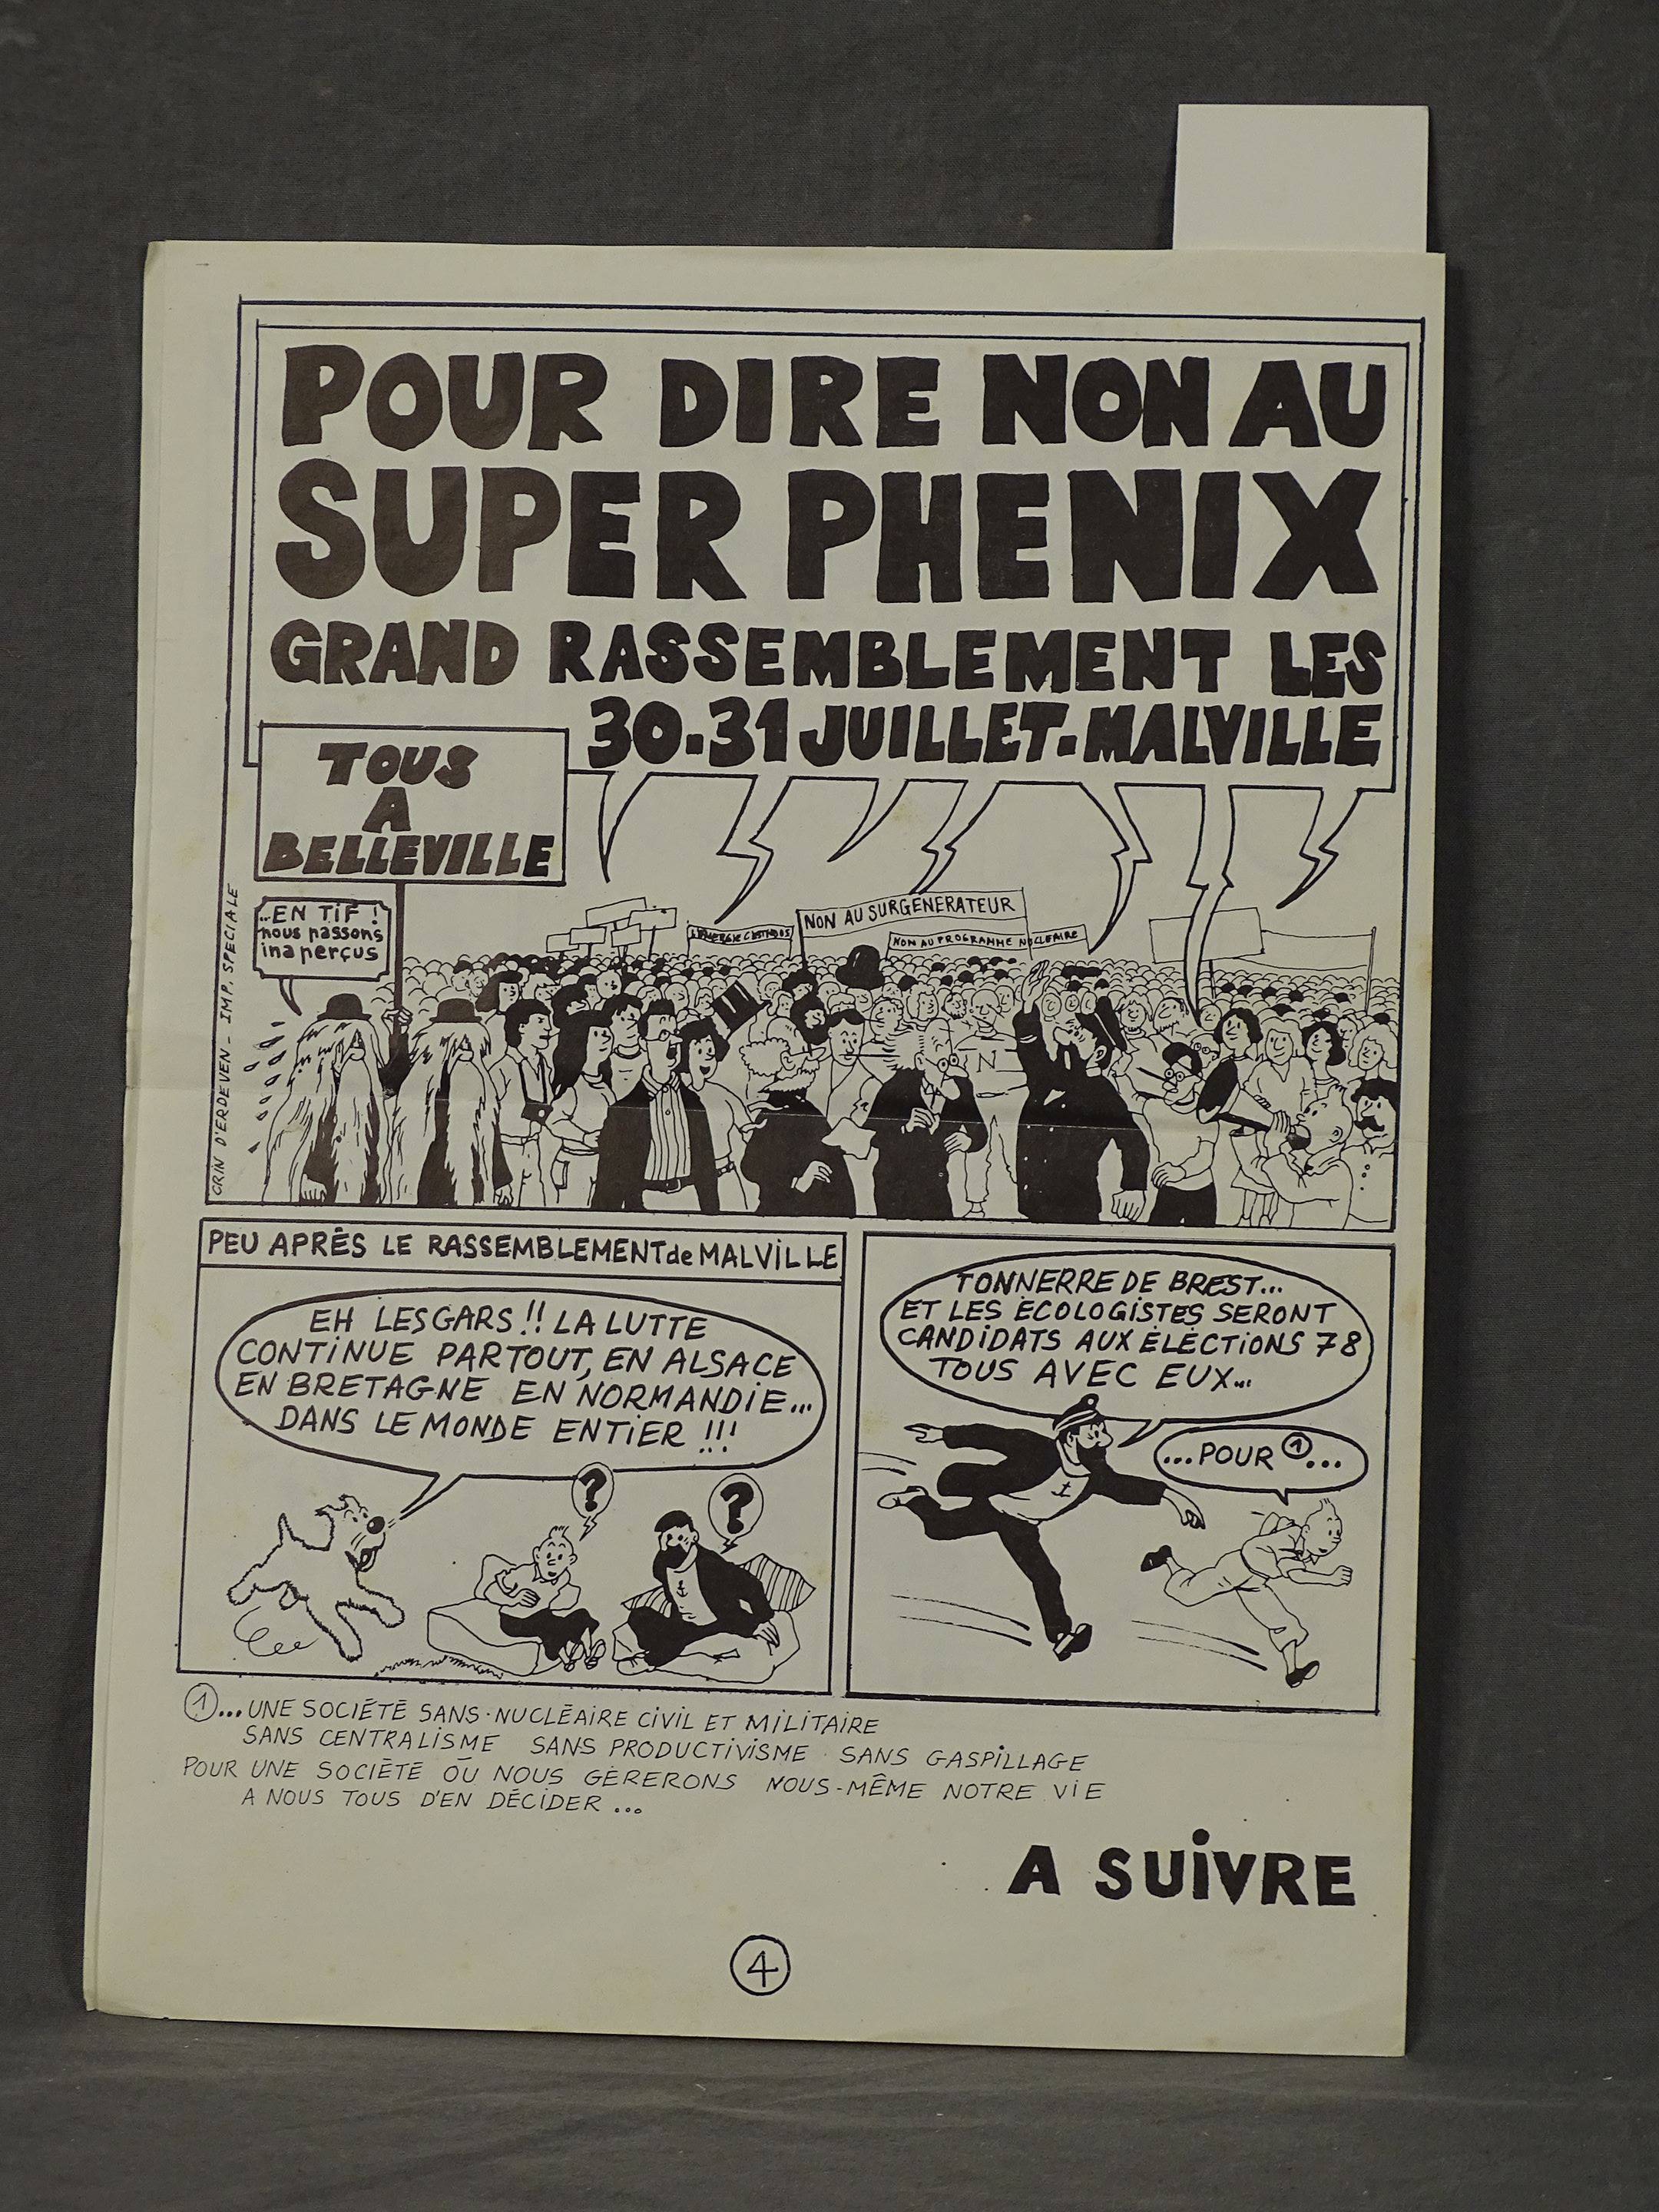 POUR DIRE NON AU
SUPER PHENIX
GRAND RASSEMBLEMENT LES
30-31 JUILLET-MALVILLE
TOUS
A
BELLEVILLE
...EN TIF !
nous passons
inaperçus
NON AU SURGÉNÉRATEUR
NON AU PROGRAMME NUCLEAIRE
N
CRIN D'ERDEVEN - IMP. SPECIALE
PEU APRÈS LE RASSEMBLEMENT de MALVILLE
EH LES GARS !! LA LUTTE
CONTINUE PARTOUT, EN ALSACE
EN BRETAGNE EN NORMANDIE...
DANS LE MONDE ENTIER !!!
?
?
TONNERRE DE BREST...
ET LES ÉCOLOGISTES SERONT
CANDIDATS AUX ÉLÉCTIONS 78
TOUS AVEC EUX...
...POUR ①...
①... UNE SOCIÉTÉ SANS-NUCLÉAIRE CIVIL ET MILITAIRE
SANS CENTRALISME SANS PRODUCTIVISME SANS GASPILLAGE
POUR UNE SOCIÉTÉ OÙ NOUS GÉRERONS NOUS-MÊME NOTRE VIE
A NOUS TOUS D'EN DÉCIDER ...
A SUIVRE
④